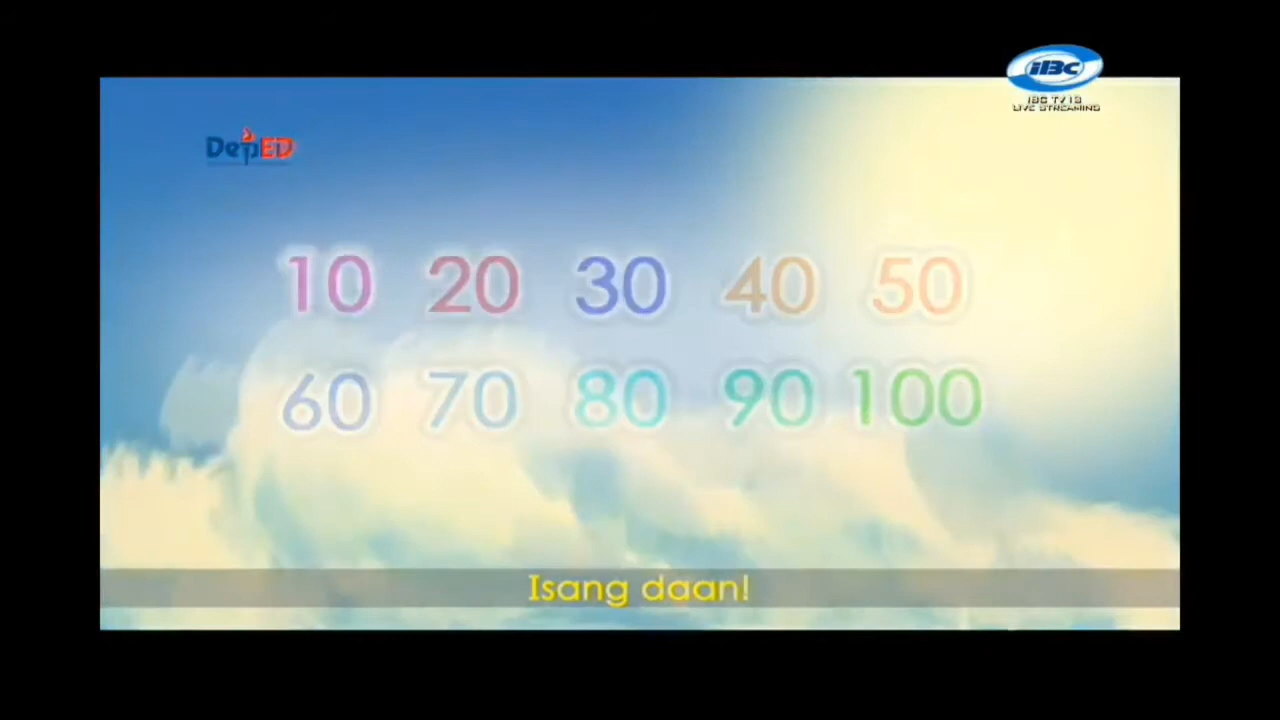 iBC
IBC TV13
LIVE STREAMING
DepED
10 20 30 40 50
60 70 80 90 100
Isang daan!